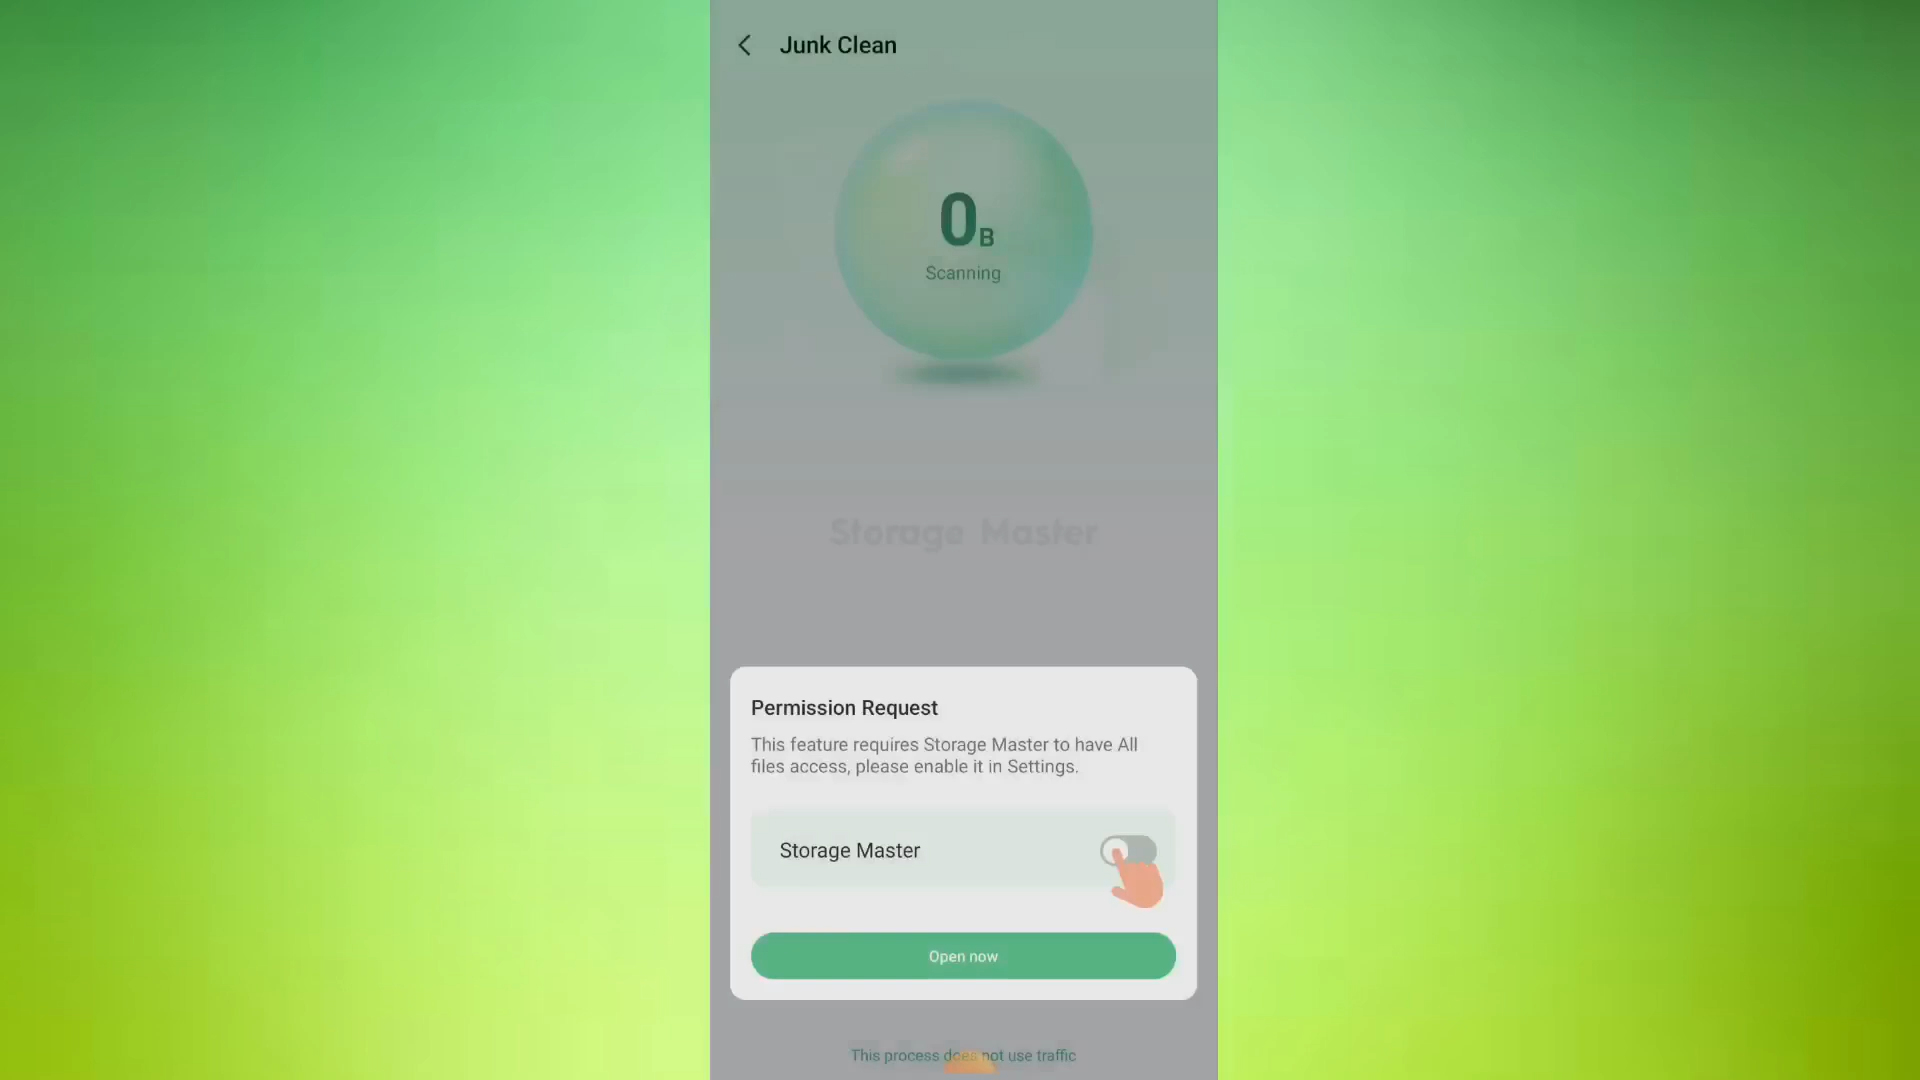 Junk Clean
0B
Scanning
Storage Master
Permission Request
This feature requires Storage Master to have All
files access, please enable it in Settings.
Storage Master
Open now
This process does not use traffic